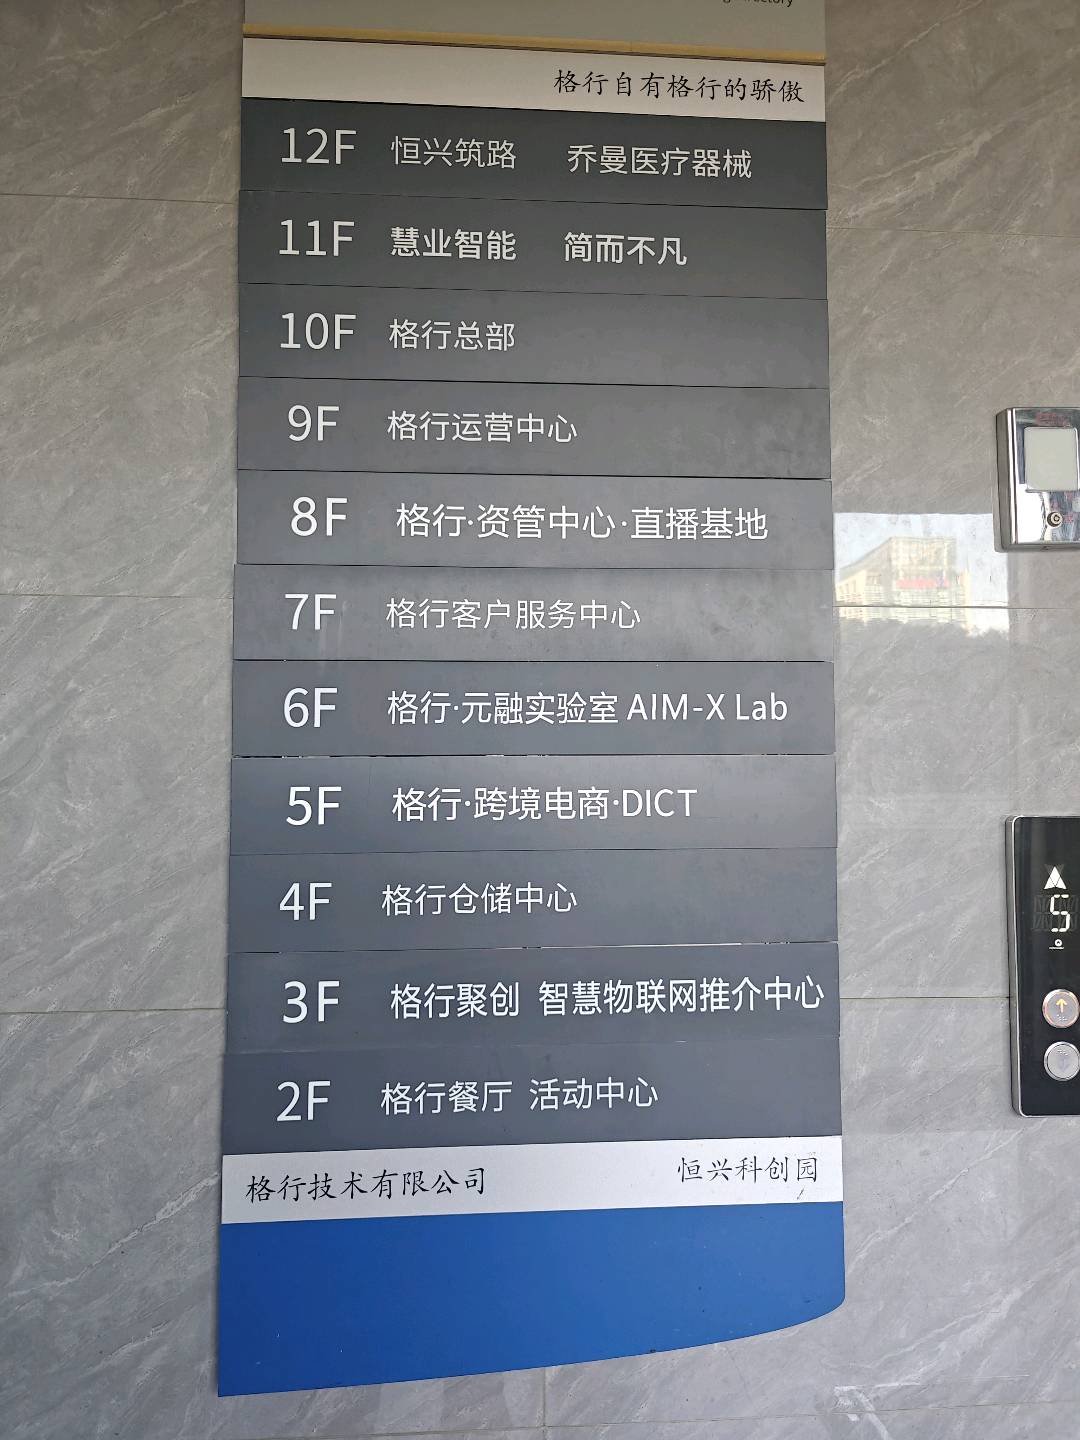 格行自有格行的骄傲
12F 恒兴筑路 乔曼医疗器械
11F 慧业智能 简而不凡
10F 格行总部
9F 格行运营中心
8F 格行·资管中心·直播基地
7F 格行客户服务中心
6F 格行·元融实验室 AIM-X Lab
5F 格行·跨境电商·DICT
4F 格行仓储中心
3F 格行聚创 智慧物联网推介中心
2F 格行餐厅 活动中心
格行技术有限公司 恒兴科创园
5